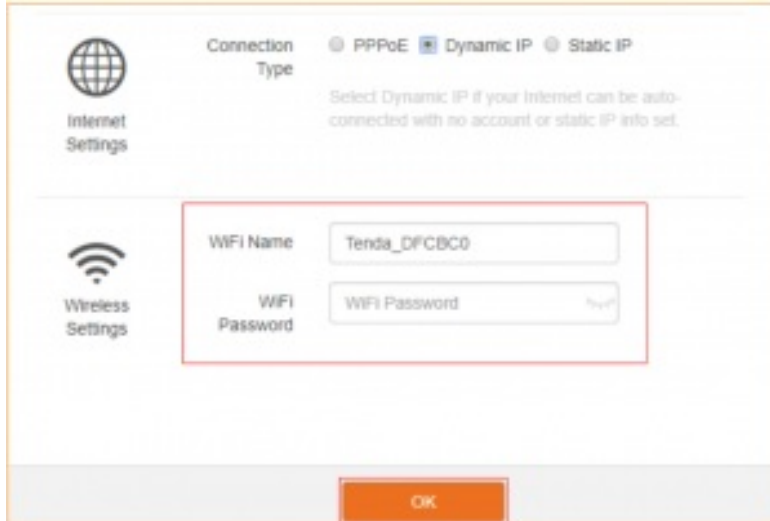 Connection Type
PPPoE Dynamic IP Static IP
Select Dynamic IP if your Internet can be auto-
connected with no account or static IP info set.
Internet
Settings
WiFi Name
Tenda_DFCBC0
WiFi
Password
WiFi Password
Wireless
Settings
OK